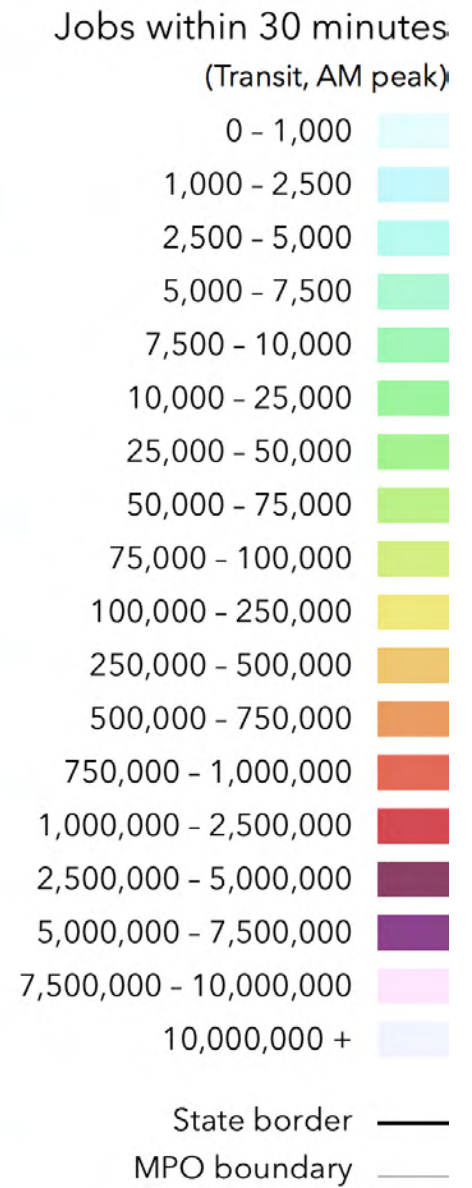 Jobs within 30 minutes
(Transit, AM peak)
0 – 1,000
1,000 – 2,500
2,500 – 5,000
5,000 – 7,500
7,500 – 10,000
10,000 – 25,000
25,000 – 50,000
50,000 – 75,000
75,000 – 100,000
100,000 – 250,000
250,000 – 500,000
500,000 – 750,000
750,000 – 1,000,000
1,000,000 – 2,500,000
2,500,000 – 5,000,000
5,000,000 – 7,500,000
7,500,000 – 10,000,000
10,000,000 +
State border
MPO boundary